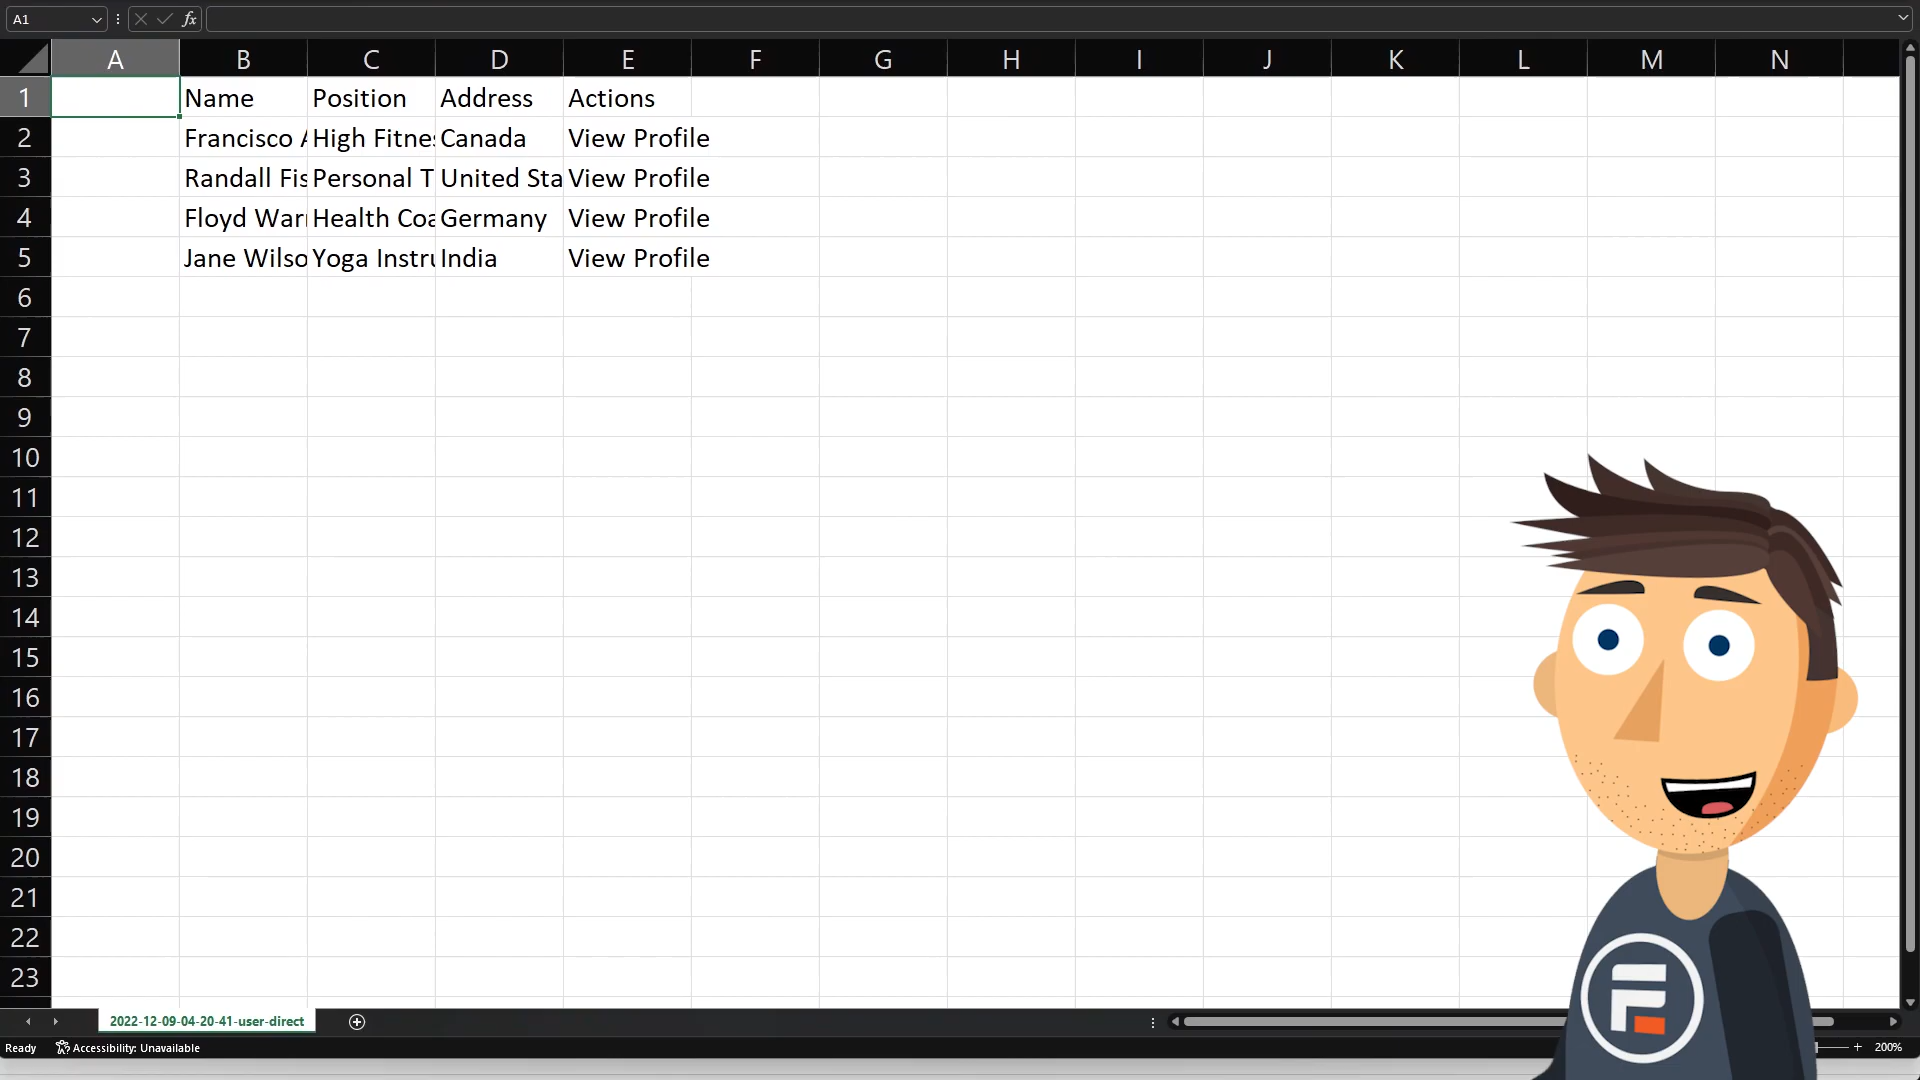 A1 fx
A B C D E F G H I J K L M N
1 Name Position Address Actions
2 Francisco A High Fitnes Canada View Profile
3 Randall Fis Personal T United Sta View Profile
4 Floyd War Health Coa Germany View Profile
5 Jane Wilso Yoga Instru India View Profile
6
7
8
9
10
11
12
13
14
15
16
17
18
19
20
21
22
23
2022-12-09-04-20-41-user-direct
Ready Accessibility: Unavailable 200%